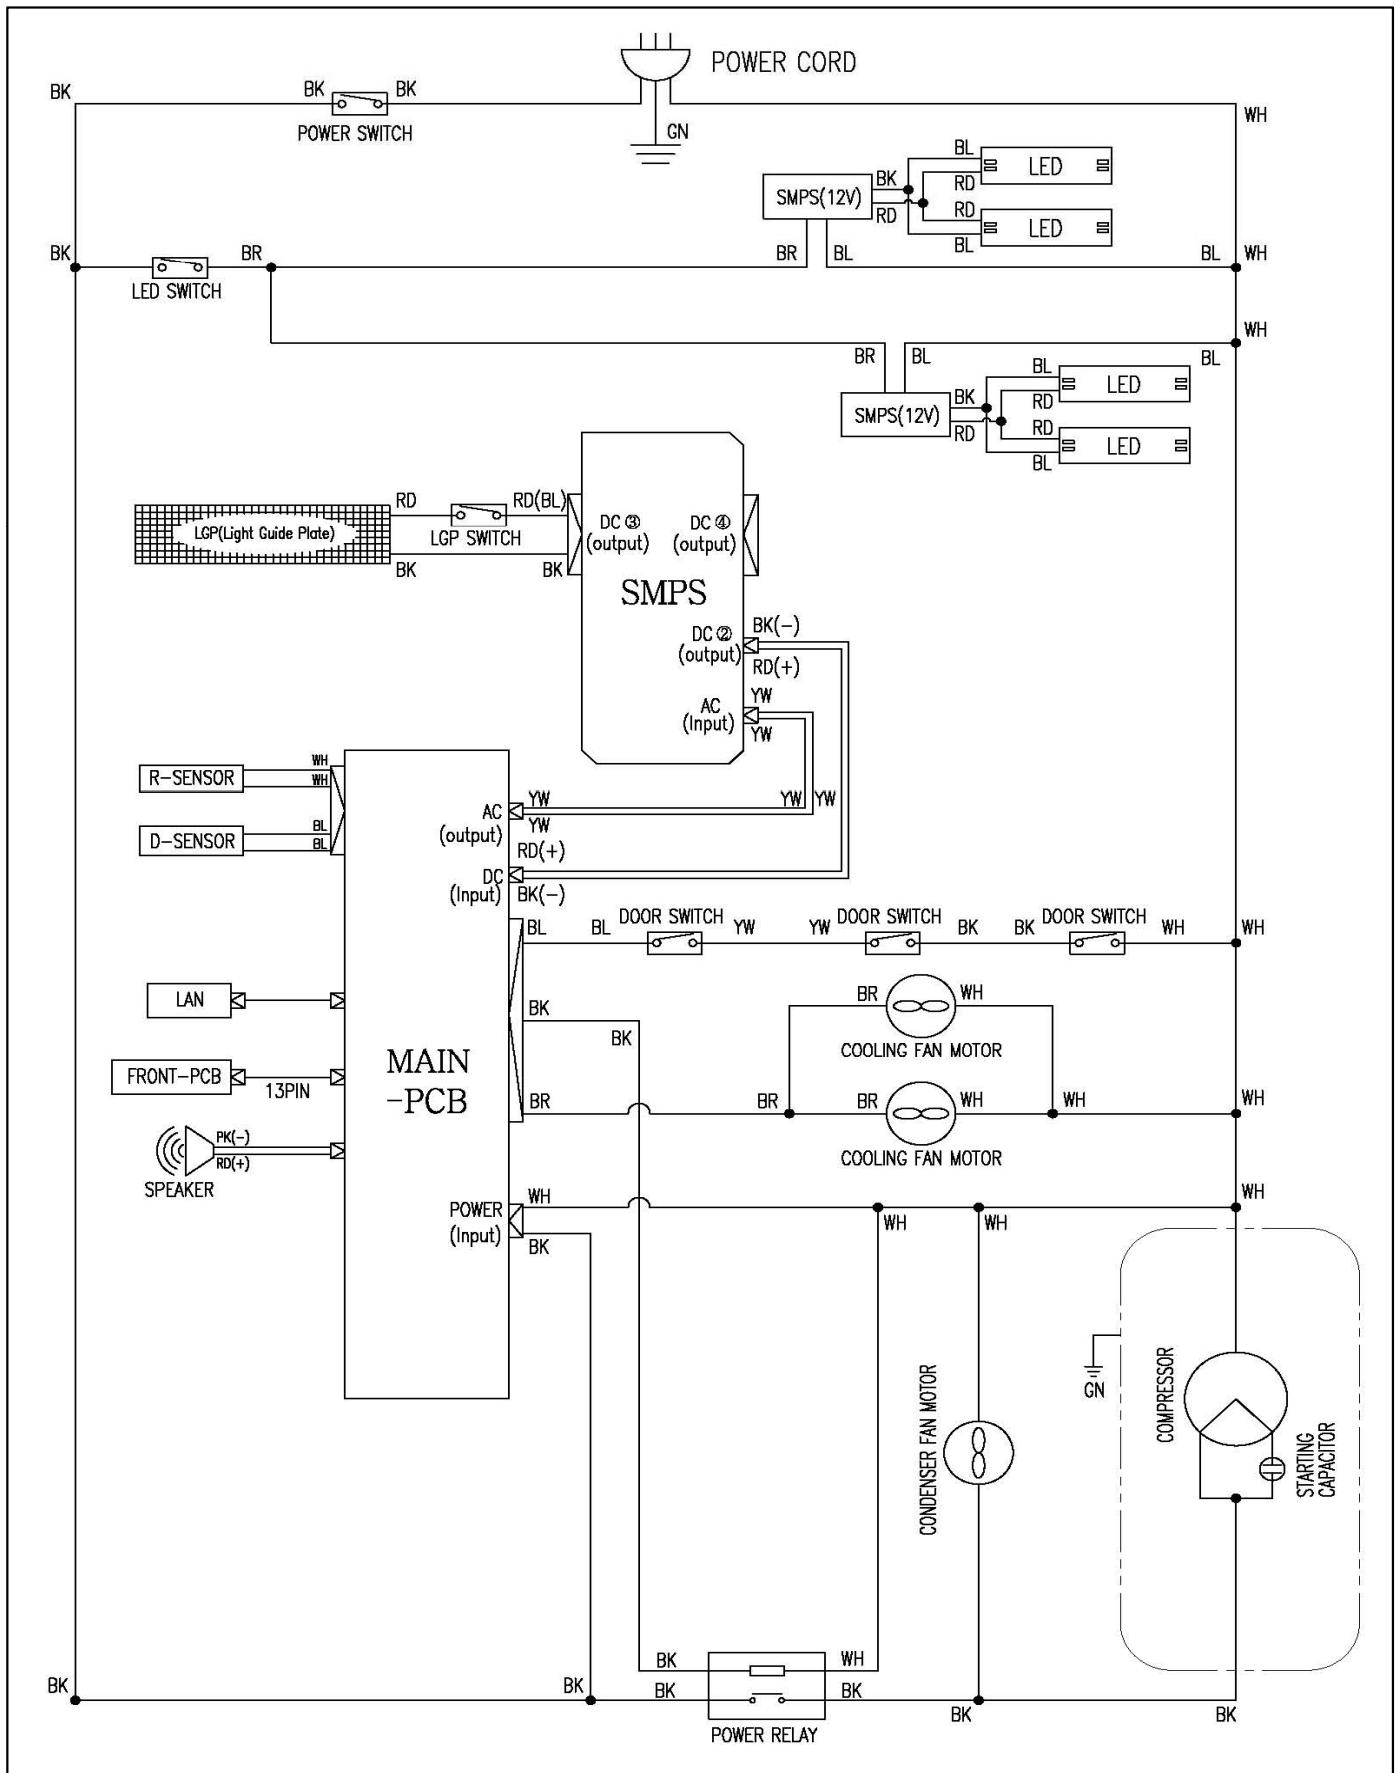 POWER CORD
BK
BK
BK
POWER SWITCH
GN
WH
BL
LED
RD
BK
SMPS(12V)
RD
RD
LED
BL
BK
BR
BR
BL
BL
WH
LED SWITCH
WH
BR
BL
BL
BL
LED
RD
BK
SMPS(12V)
RD
RD
LED
BL
RD
RD(BL)
LGP(Light Guide Plate)
LGP SWITCH
BK
BK
DC ③
(output)
DC ④
(output)
SMPS
DC ②
(output)
BK(-)
RD(+)
AC
(Input)
YW
YW
R-SENSOR
WH
WH
D-SENSOR
BL
BL
AC
(output)
YW
YW
YW
YW
RD(+)
DC
(Input)
BK(-)
BL
BL
DOOR SWITCH
YW
YW
DOOR SWITCH
BK
BK
DOOR SWITCH
WH
WH
LAN
BK
BK
BR
WH
COOLING FAN MOTOR
MAIN
-PCB
FRONT-PCB
13PIN
BR
BR
BR
WH
WH
WH
COOLING FAN MOTOR
PK(-)
RD(+)
SPEAKER
POWER
(Input)
WH
BK
WH
WH
WH
GN
COMPRESSOR
STARTING
CAPACITOR
CONDENSER FAN MOTOR
BK
WH
BK
BK
BK
BK
BK
BK
POWER RELAY